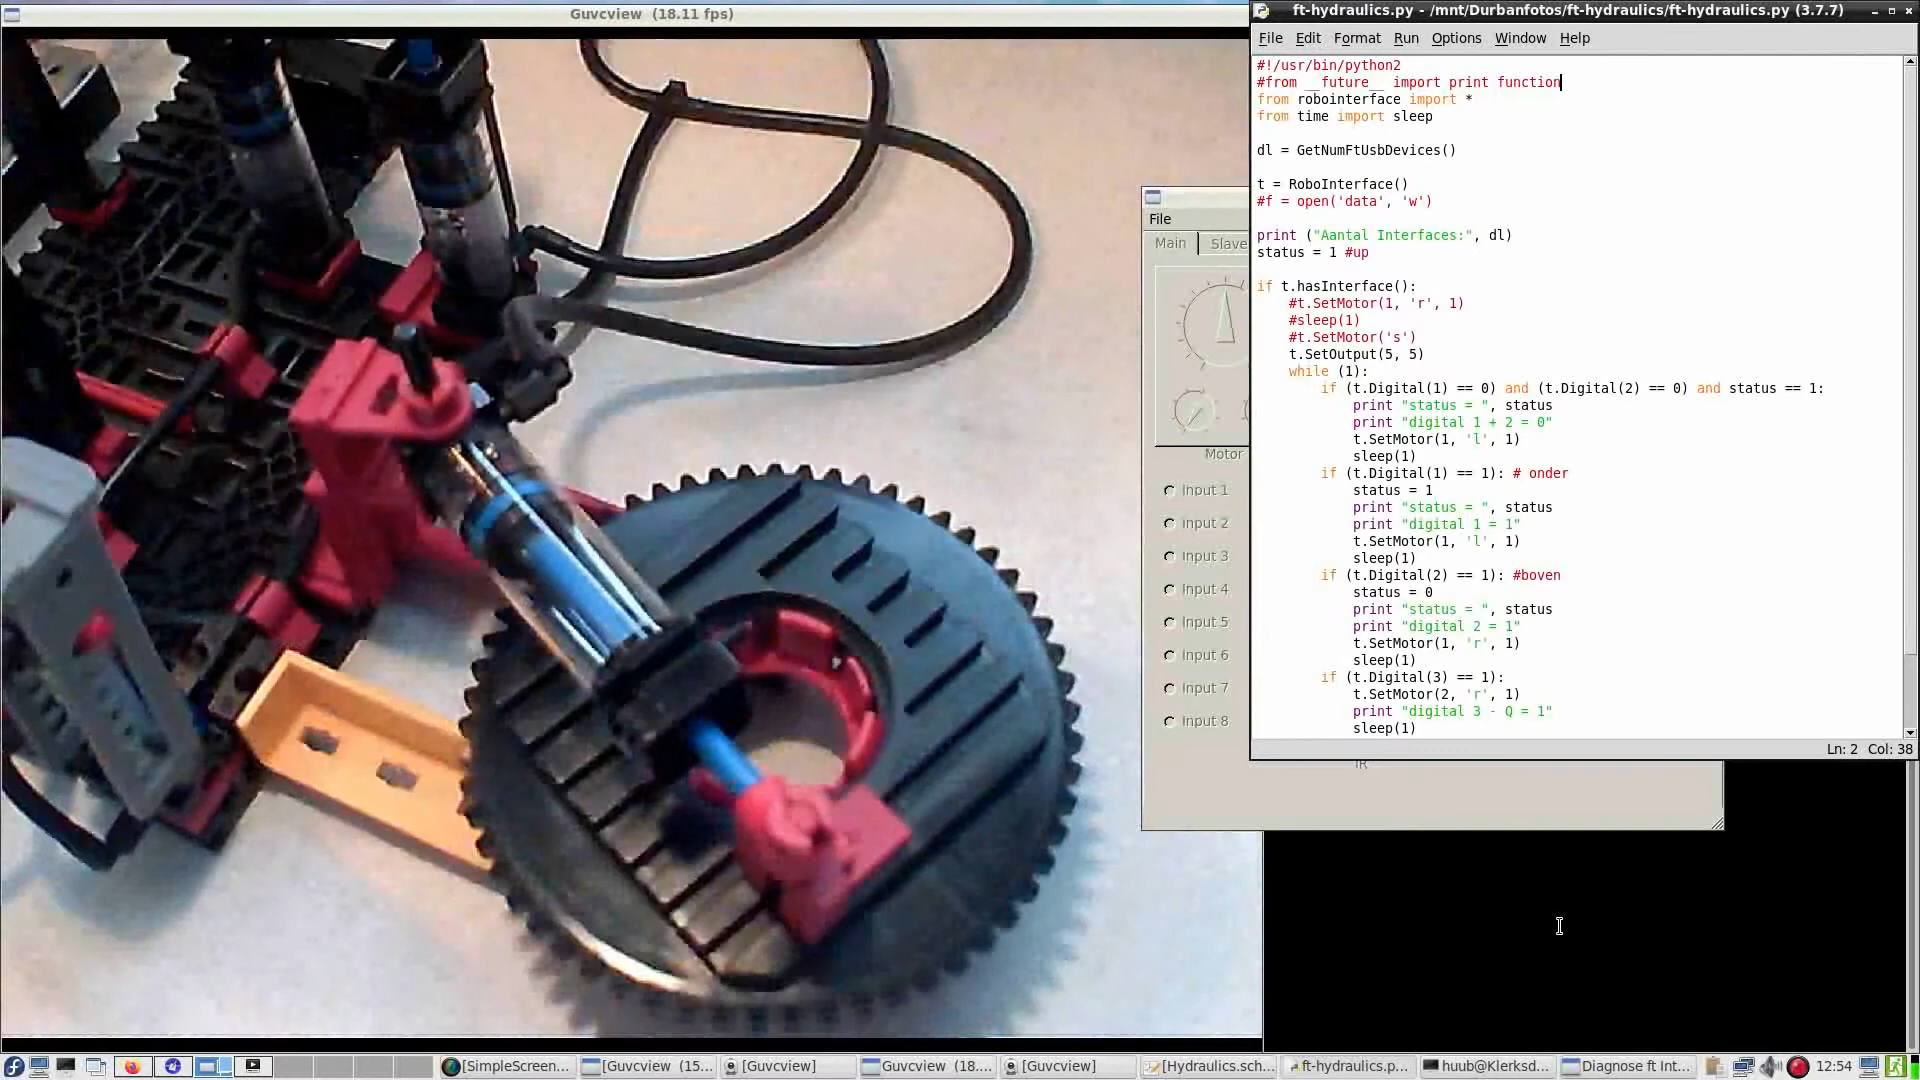 Guvcview (18.11 fps)
ft-hydraulics.py - /mnt/Durbanfotos/ft-hydraulics/ft-hydraulics.py (3.7.7)
File Edit Format Run Options Window Help
#!/usr/bin/python2
#from __future__ import print function
from robointerface import *
from time import sleep
dl = GetNumFtUsbDevices()
t = RoboInterface()
#f = open('data', 'w')
print ("Aantal Interfaces:", dl)
status = 1 #up
if t.hasInterface():
#t.SetMotor(1, 'r', 1)
#sleep(1)
#t.SetMotor('s')
t.SetOutput(5, 5)
while (1):
if (t.Digital(1) == 0) and (t.Digital(2) == 0) and status == 1:
print "status = ", status
print "digital 1 + 2 = 0"
t.SetMotor(1, 'l', 1)
sleep(1)
if (t.Digital(1) == 1): # onder
status = 1
print "status = ", status
print "digital 1 = 1"
t.SetMotor(1, 'l', 1)
sleep(1)
if (t.Digital(2) == 1): #boven
status = 0
print "status = ", status
print "digital 2 = 1"
t.SetMotor(1, 'r', 1)
sleep(1)
if (t.Digital(3) == 1):
t.SetMotor(2, 'r', 1)
print "digital 3 - Q = 1"
sleep(1)
Ln: 2 Col: 38
File
Main Slave
Motor
Input 1
Input 2
Input 3
Input 4
Input 5
Input 6
Input 7
Input 8
IR
[SimpleScreen... [Guvcview (15... [Guvcview] Guvcview (18.... [Guvcview] [Hydraulics.sch... ft-hydraulics.p... huub@Klerksd... Diagnose ft Int... 12:54